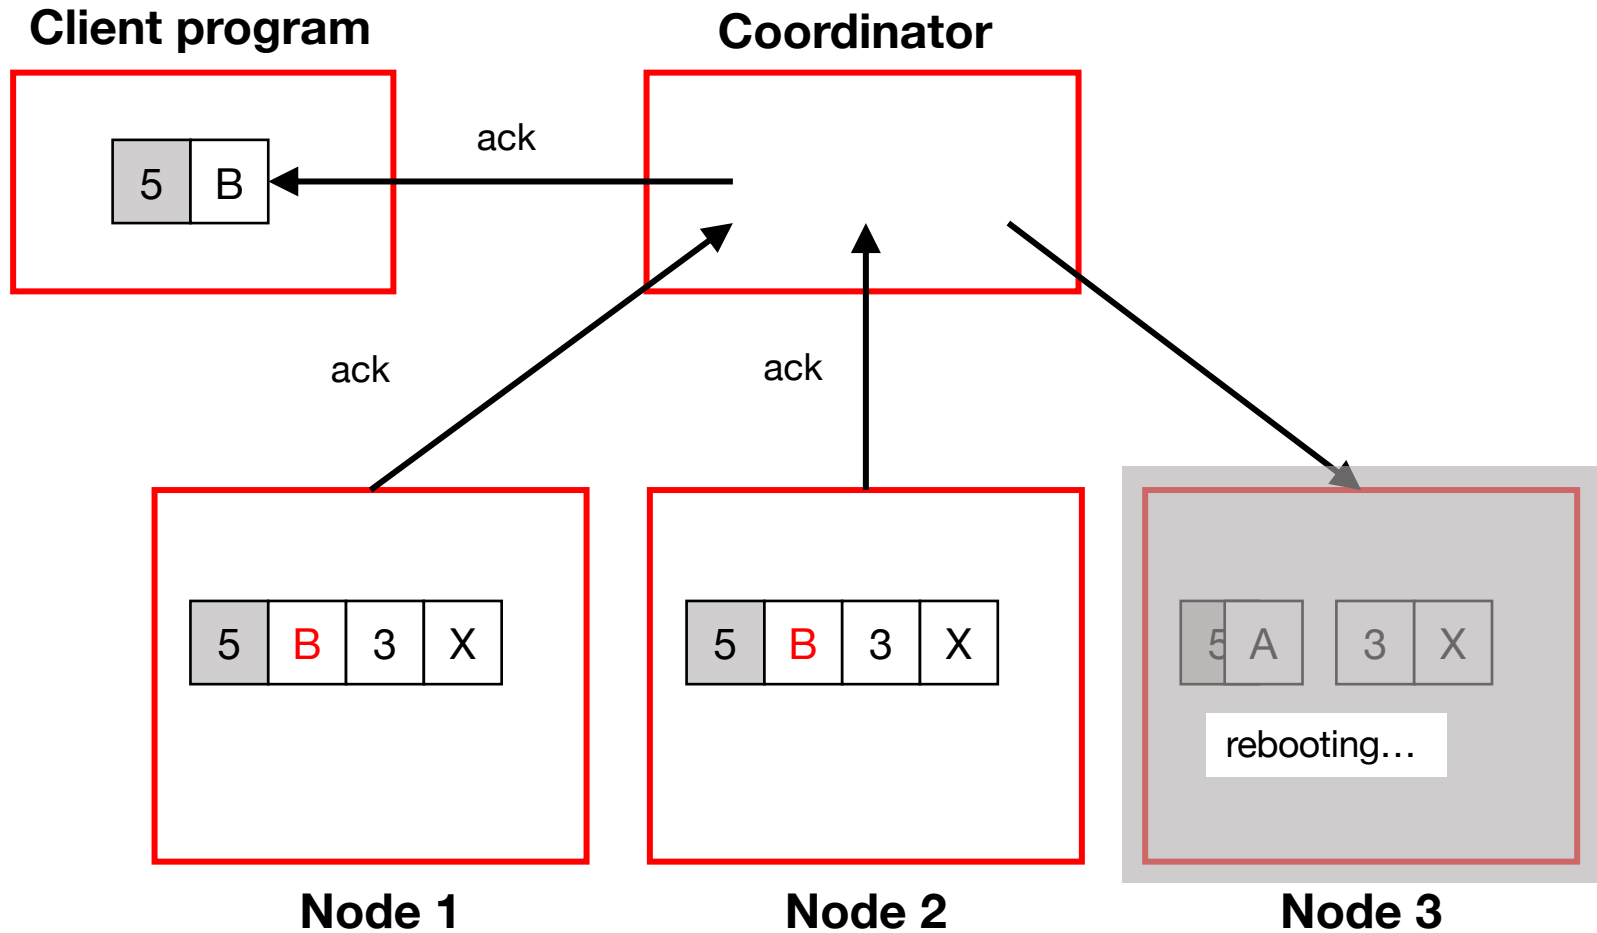 Client program
Coordinator
ack
5 B
ack
ack
5 B 3 X
5 B 3 X
5 A 3 X
rebooting…
Node 1
Node 2
Node 3